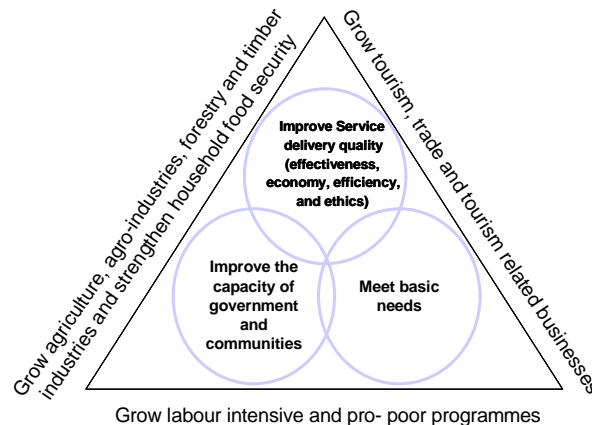 Grow agriculture, agro-industries, forestry and timber
industries and strengthen household food security
Grow tourism, trade and tourism related businesses
Improve Service
delivery quality
(effectiveness,
economy, efficiency,
and ethics)
Improve the
capacity of
government
and
communities
Meet basic
needs
Grow labour intensive and pro- poor programmes